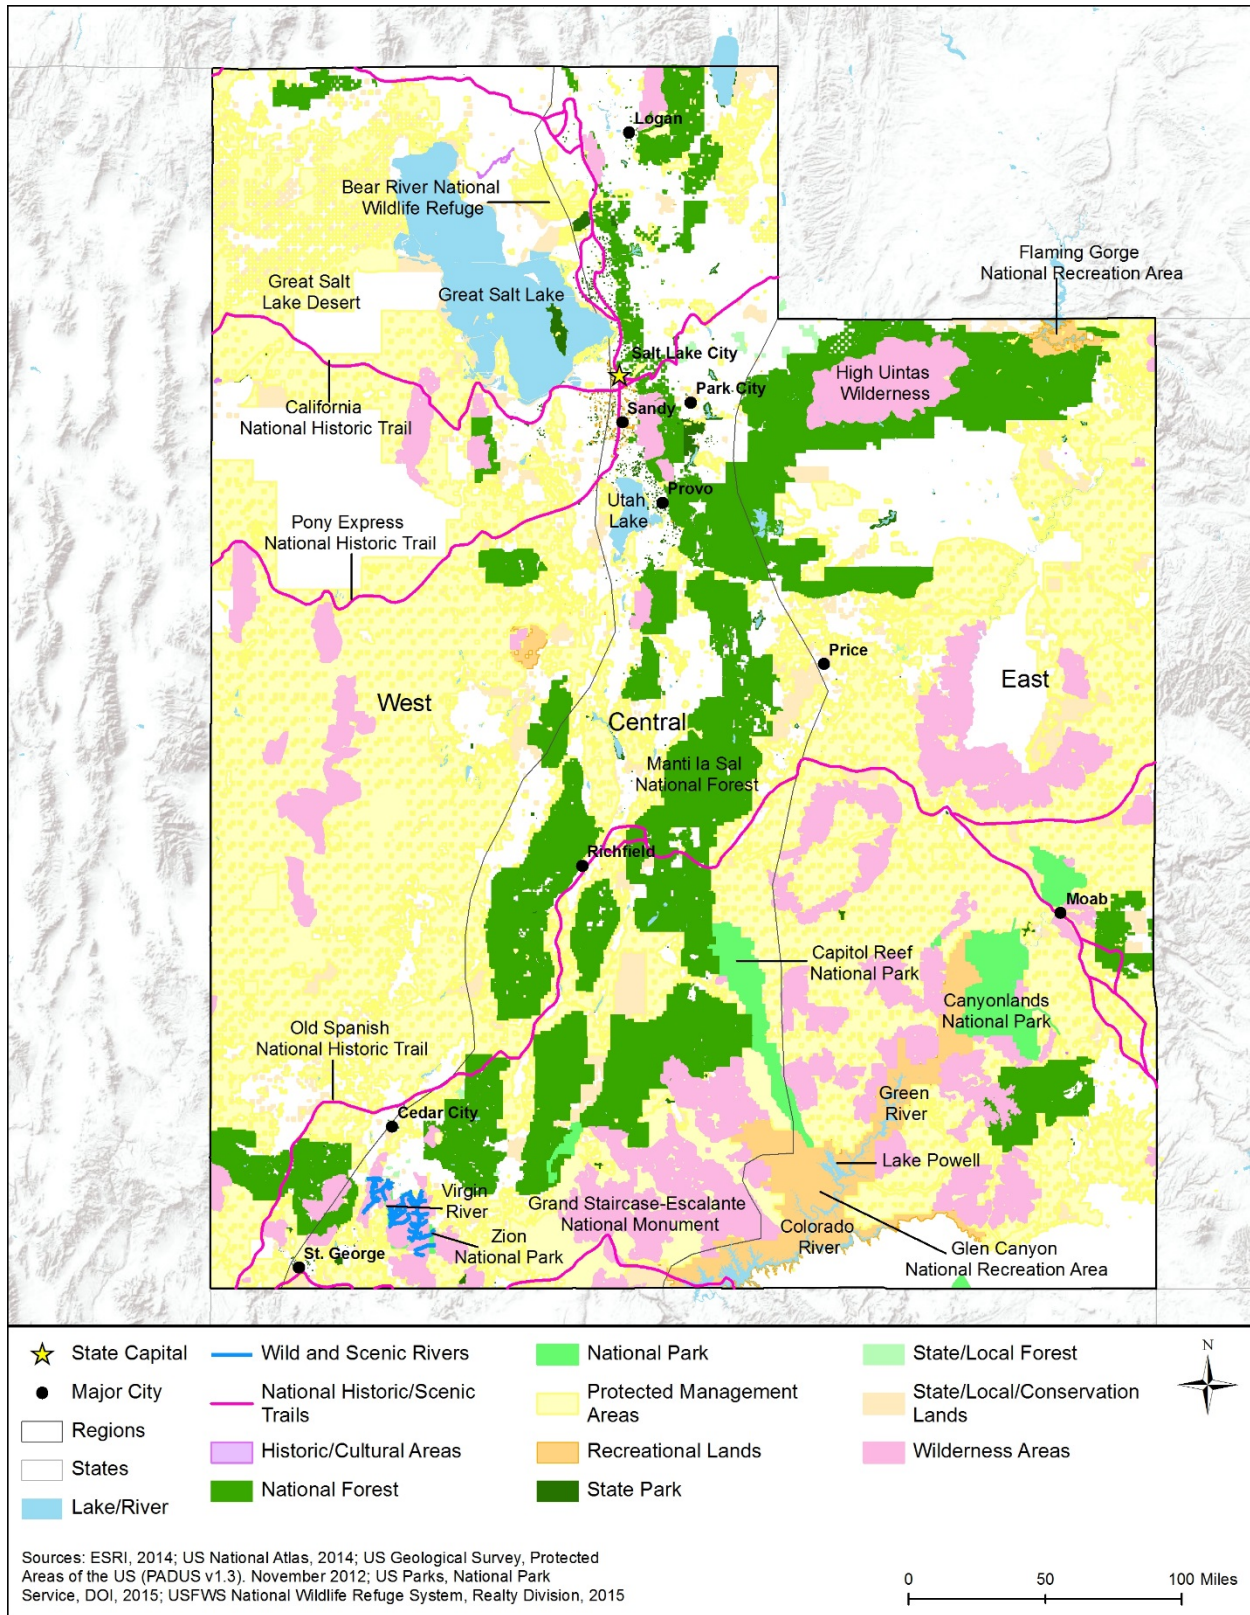 Logan
Bear River National
Wildlife Refuge
Flaming Gorge
National Recreation Area
Great Salt
Lake Desert
Great Salt Lake
Salt Lake City
High Uintas
Wilderness
Park City
California
National Historic Trail
Sandy
Provo
Utah
Lake
Pony Express
National Historic Trail
Price
East
West
Central
Manti la Sal
National Forest
Richfield
Moab
Capitol Reef
National Park
Canyonlands
National Park
Old Spanish
National Historic Trail
Green
River
Cedar City
Lake Powell
Virgin
River
Grand Staircase-Escalante
National Monument
Zion
National Park
Colorado
River
Glen Canyon
National Recreation Area
St. George
State Capital
Major City
Regions
States
Lake/River
Wild and Scenic Rivers
National Historic/Scenic
Trails
Historic/Cultural Areas
National Forest
National Park
Protected Management
Areas
Recreational Lands
State Park
State/Local Forest
State/Local/Conservation
Lands
Wilderness Areas
N
Sources: ESRI, 2014; US National Atlas, 2014; US Geological Survey, Protected
Areas of the US (PADUS v1.3). November 2012; US Parks, National Park
Service, DOI, 2015; USFWS National Wildlife Refuge System, Realty Division, 2015
0 50 100 Miles